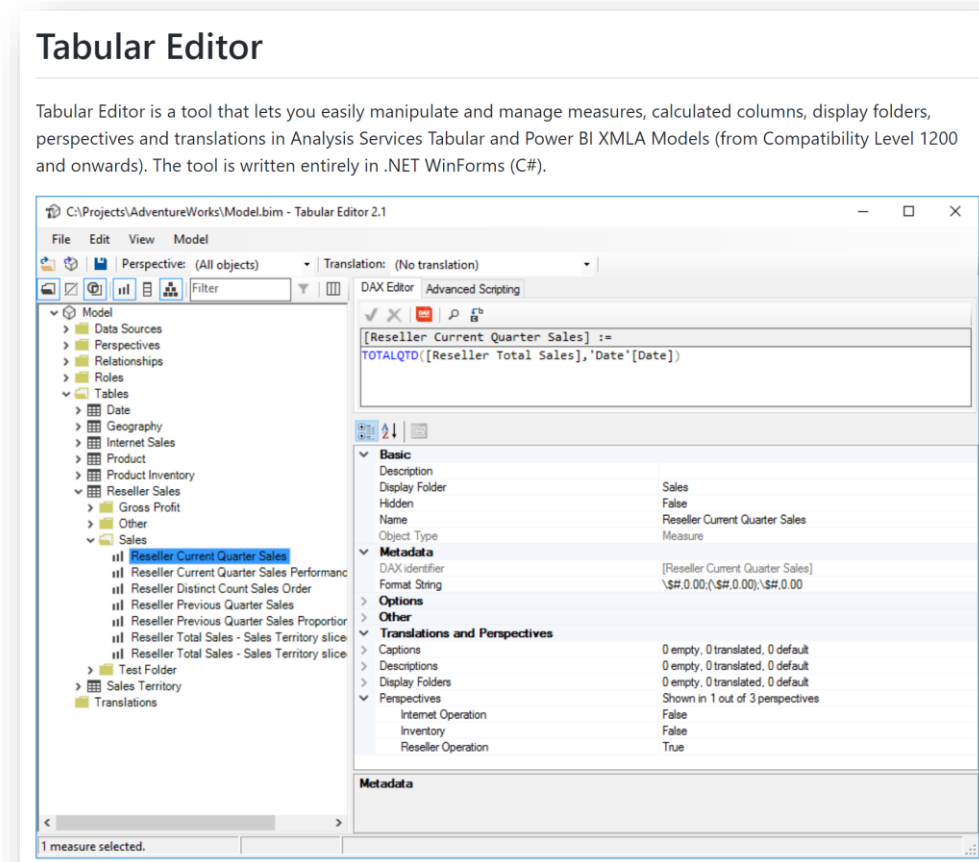 Tabular Editor
Tabular Editor is a tool that lets you easily manipulate and manage measures, calculated columns, display folders,
perspectives and translations in Analysis Services Tabular and Power BI XMLA Models (from Compatibility Level 1200
and onwards). The tool is written entirely in .NET WinForms (C#).
C:\Projects\AdventureWorks\Model.bim - Tabular Editor 2.1
File Edit View Model
Perspective: (All objects) Translation: (No translation)
Filter
DAX Editor Advanced Scripting
Model
Data Sources
Perspectives
Relationships
Roles
Tables
Date
Geography
Internet Sales
Product
Product Inventory
Reseller Sales
Gross Profit
Other
Sales
Reseller Current Quarter Sales
Reseller Current Quarter Sales Performanc
Reseller Distinct Count Sales Order
Reseller Previous Quarter Sales
Reseller Previous Quarter Sales Proportior
Reseller Total Sales - Sales Territory slice
Reseller Total Sales - Sales Territory slice
Test Folder
Sales Territory
Translations
[Reseller Current Quarter Sales] :=
TOTALQTD([Reseller Total Sales],'Date'[Date])
Basic
Description
Display Folder Sales
Hidden False
Name Reseller Current Quarter Sales
Object Type Measure
Metadata
DAX identifier [Reseller Current Quarter Sales]
Format String \$#,0.00;(\$#,0.00);\$#,0.00
Options
Other
Translations and Perspectives
Captions 0 empty, 0 translated, 0 default
Descriptions 0 empty, 0 translated, 0 default
Display Folders 0 empty, 0 translated, 0 default
Perspectives Shown in 1 out of 3 perspectives
Internet Operation False
Inventory False
Reseller Operation True
Metadata
1 measure selected.